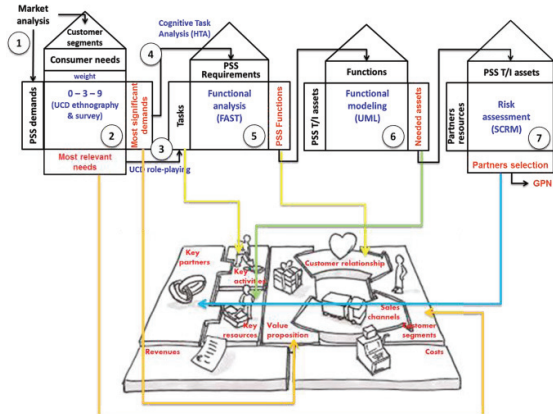 Market
analysis
1
Customer
segments
Consumer needs
weight
PSS demands
0 – 3 – 9
(UCD ethnography
& survey)
2
Most significant
demands
Most relevant
needs
4
Cognitive Task
Analysis (HTA)
3
UCD role-playing
PSS
Requirements
Tasks
Functional
analysis
(FAST)
5
PSS Functions
Functions
PSS T/I assets
Functional
modeling
(UML)
6
Needed assets
PSS T/I assets
Partners
resources
Risk
assessment
(SCRM)
7
Partners selection
GPN
Key
partners
Key
activities
Customer relationship
Key
resources
Value
proposition
Sales
channels
Customer
segments
Revenues
Costs